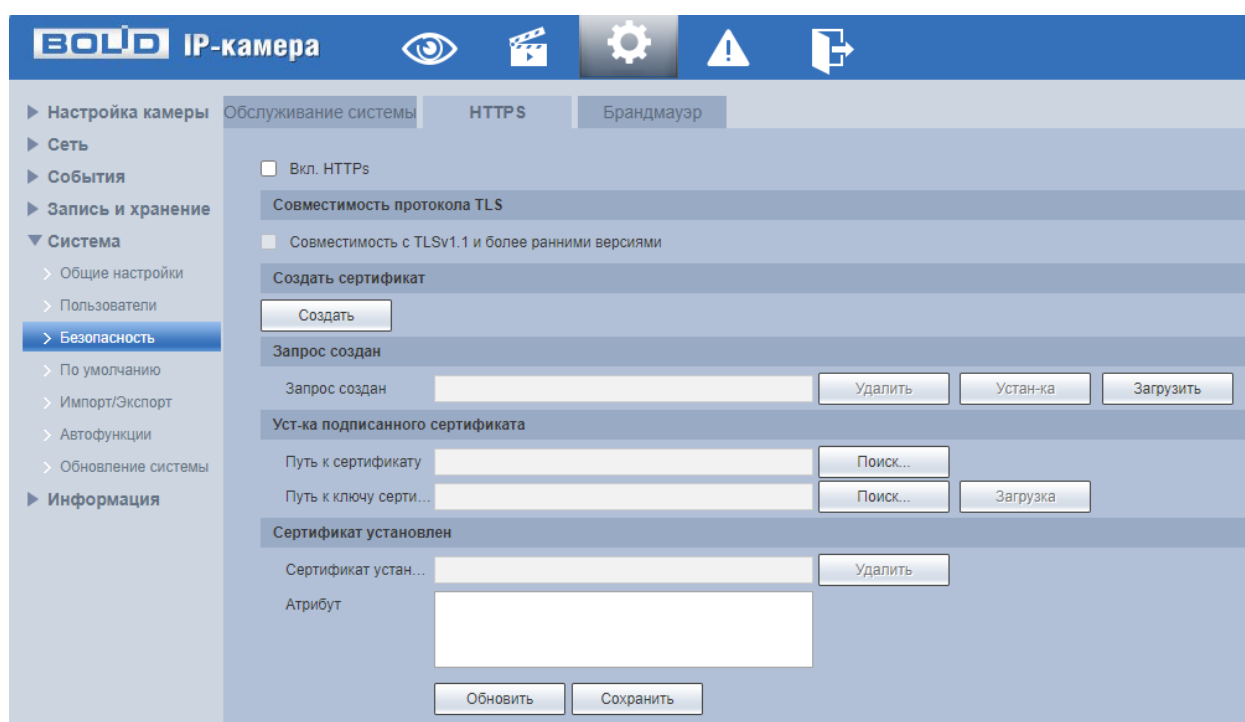 BOLID IP-камера
Настройка камеры
Сеть
События
Запись и хранение
Система
Общие настройки
Пользователи
Безопасность
По умолчанию
Импорт/Экспорт
Автофункции
Обновление системы
Информация
Обслуживание системы HTTPS Брандмауэр
Вкл. HTTPs
Совместимость протокола TLS
Совместимость с TLSv1.1 и более ранними версиями
Создать сертификат
Создать
Запрос создан
Запрос создан Удалить Устан-ка Загрузить
Уст-ка подписанного сертификата
Путь к сертификату Поиск...
Путь к ключу серти... Поиск... Загрузка
Сертификат установлен
Сертификат устан... Удалить
Атрибут
Обновить Сохранить